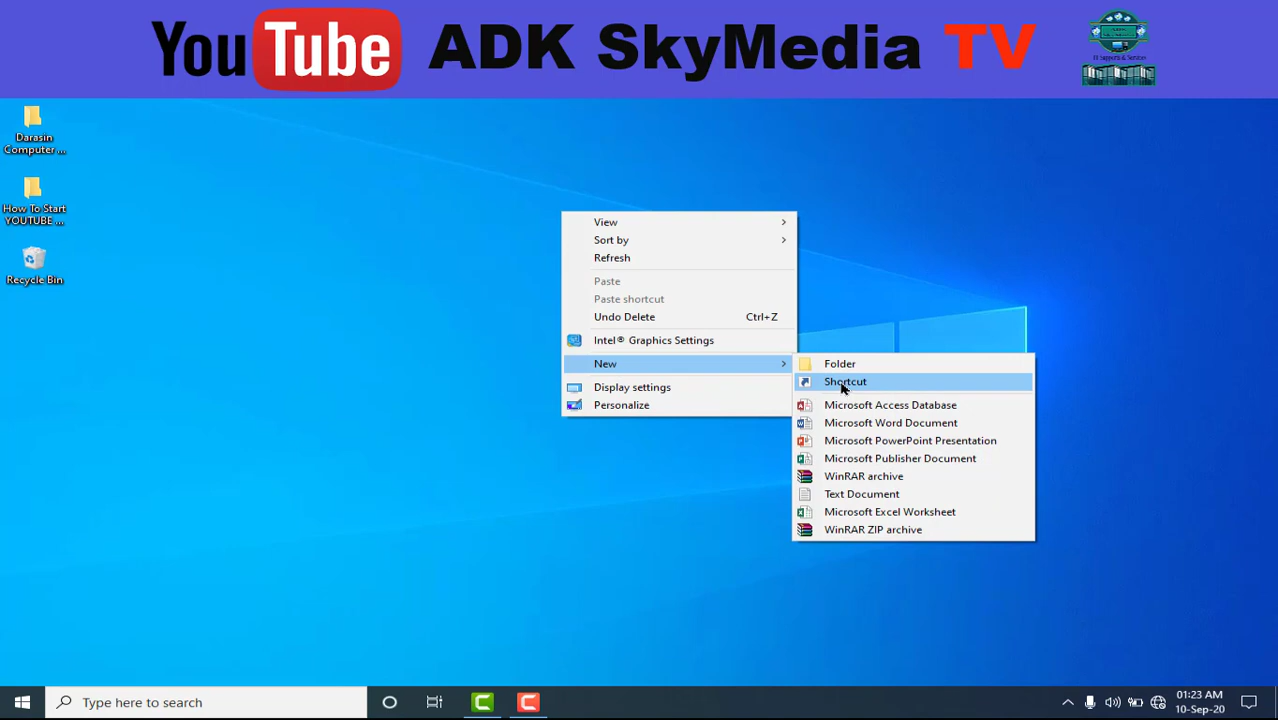 YouTube ADK SkyMedia TV
Darasin
Computer ...
How To Start
YOUTUBE ...
Recycle Bin
View
Sort by
Refresh
Paste
Paste shortcut
Undo Delete Ctrl+Z
Intel® Graphics Settings
New
Display settings
Personalize
Folder
Shortcut
Microsoft Access Database
Microsoft Word Document
Microsoft PowerPoint Presentation
Microsoft Publisher Document
WinRAR archive
Text Document
Microsoft Excel Worksheet
WinRAR ZIP archive
Type here to search
01:23 AM
10-Sep-20